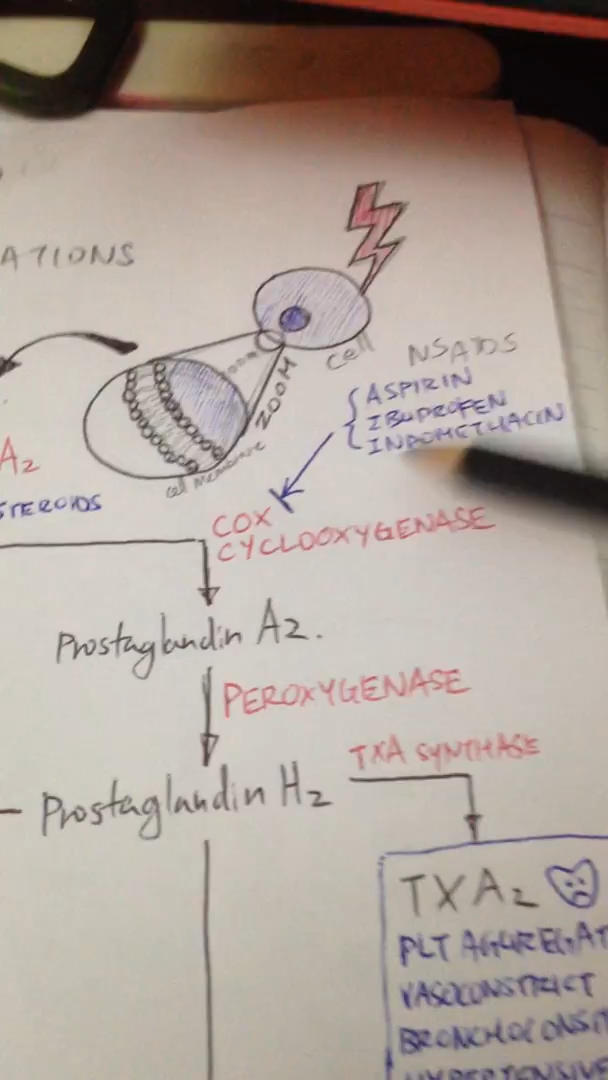 ATIONS
NSAIDS
cell
ZOOM
ASPIRIN
IBUPROFEN
INDOMETHACIN
A2
cell membrane
STEROIDS
COX
CYCLOOXYGENASE
Prostaglandin A2.
PEROXYGENASE
TXA SYNTHASE
Prostaglandin H2
TXA2
PLT AGGREGAT
VASOCONSTRICT
BRONCHOCONST
HYPERTENSIVE